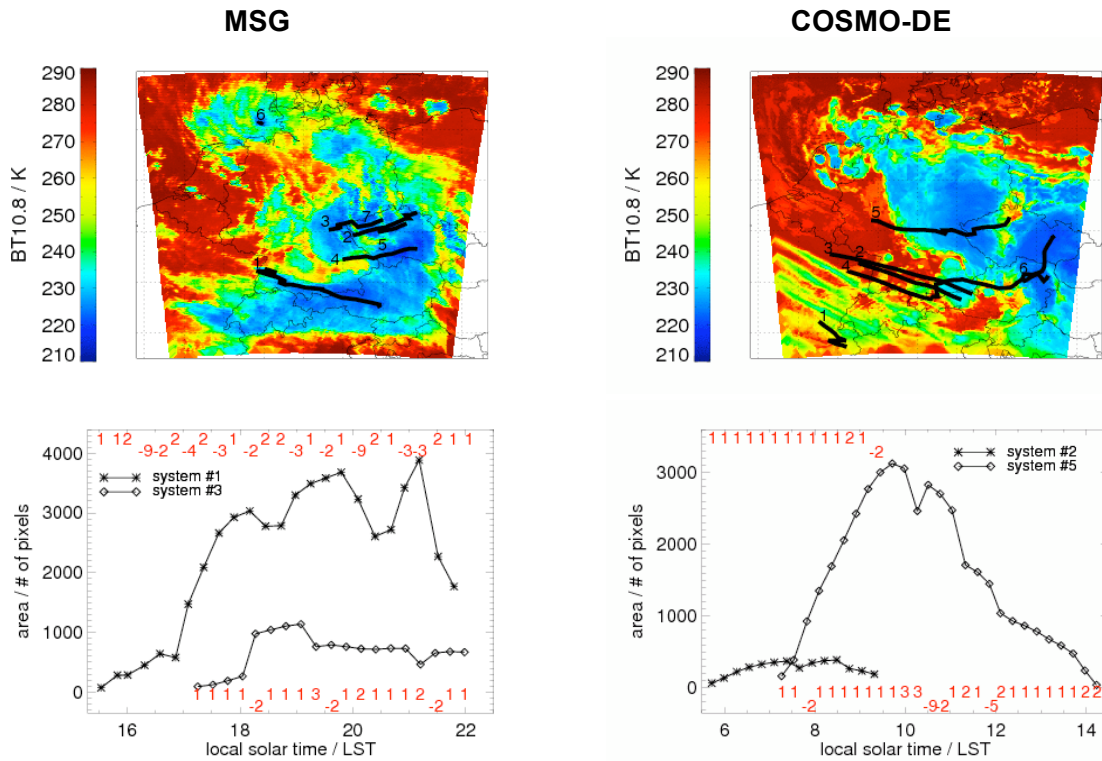 MSG
COSMO-DE
BT10.8 / K
290
280
270
260
250
240
230
220
210
6
3
7
2
5
4
1
BT10.8 / K
290
280
270
260
250
240
230
220
210
5
3
2
4
6
1
1 12 2 2 1 2 2 1 1 2 1 2 1 1
-9 -2 -4 -3 -2 -3 -2 -9 -3 -3
system #1
system #3
area / # of pixels
4000
3000
2000
1000
0
1 1 1 1 1 1 1 3 1 2 1 1 1 2 1 1
-2 -2 -2
16 18 20 22
local solar time / LST
1 1 1 1 1 1 1 1 1 1 1 2 1
-2
system #2
system #5
area / # of pixels
3000
2000
1000
0
1 1 1 1 1 1 1 1 3 3 1 2 1 2 1 1 1 1 1 1 2 2
-2 -9 -2 -5
6 8 10 12 14
local solar time / LST